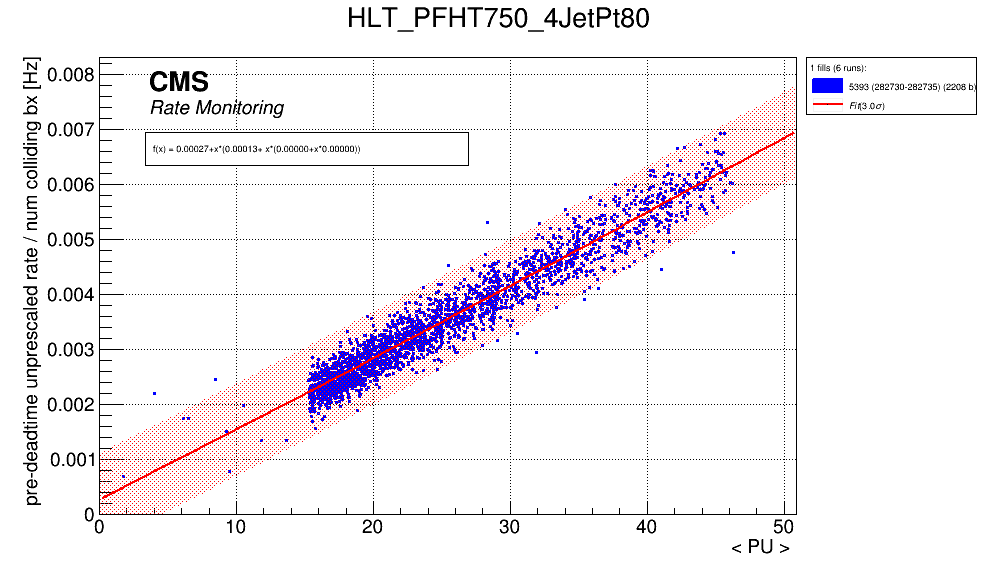 HLT_PFHT750_4JetPt80
pre-deadtime unprescaled rate / num colliding bx [Hz]
0.008
0.007
0.006
0.005
0.004
0.003
0.002
0.001
0
CMS
Rate Monitoring
f(x) = 0.00027+x*(0.00013+ x*(0.00000+x*0.00000))
0 10 20 30 40 50
< PU >
1 fills (6 runs):
5393 (282730-282735) (2208 b)
Fit(3.0σ)